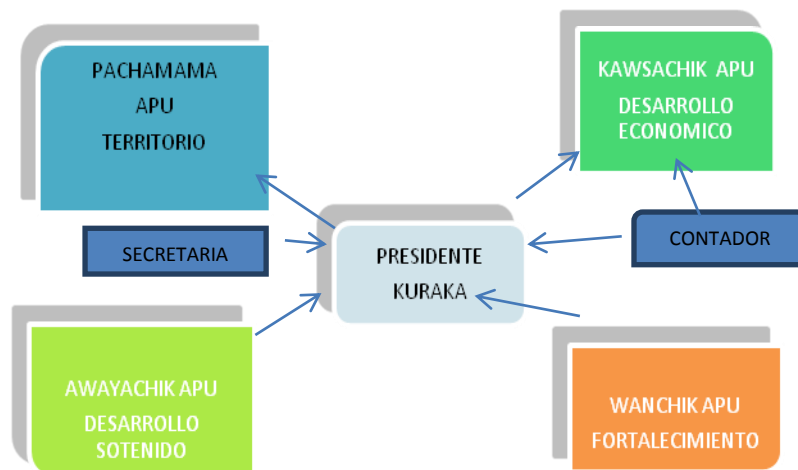 PACHAMAMA
APU
TERRITORIO
KAWSACHIK APU
DESARROLLO
ECONOMICO
SECRETARIA
PRESIDENTE
KURAKA
CONTADOR
AWAYACHIK APU
DESARROLLO
SOTENIDO
WANCHIK APU
FORTALECIMIENTO